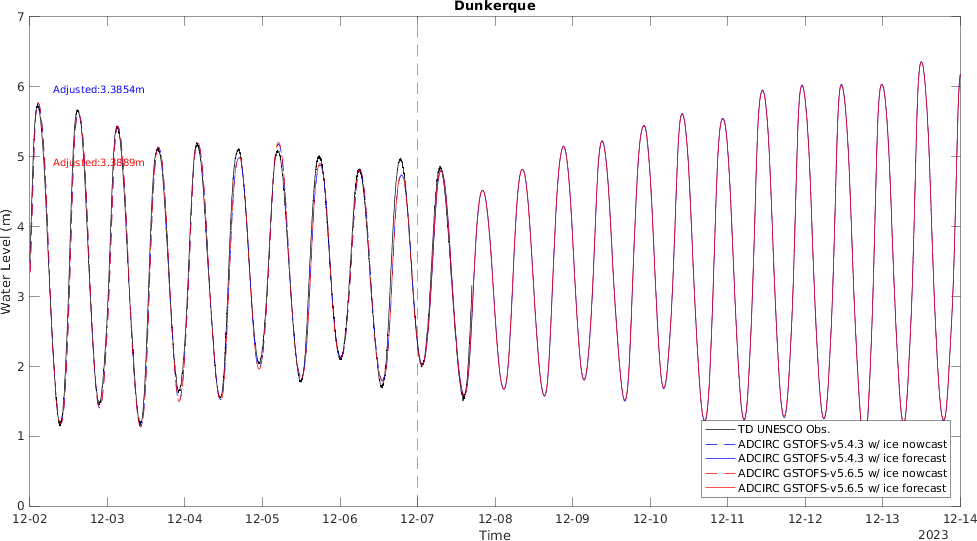 Dunkerque
7
6
5
4
3
2
1
0
Water Level (m)
Adjusted:3.3854m
Adjusted:3.3889m
TD UNESCO Obs.
ADCIRC GSTOFS-v5.4.3 w/ ice nowcast
ADCIRC GSTOFS-v5.4.3 w/ ice forecast
ADCIRC GSTOFS-v5.6.5 w/ ice nowcast
ADCIRC GSTOFS-v5.6.5 w/ ice forecast
12-02 12-03 12-04 12-05 12-06 12-07 12-08 12-09 12-10 12-11 12-12 12-13 12-14
Time
2023